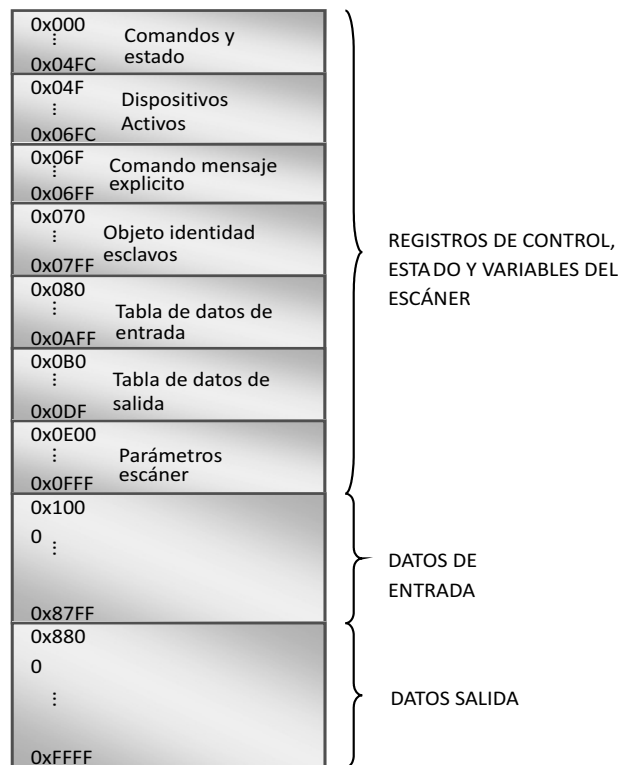 0x000
⋮
0x04FC
Comandos y
estado
0x04F
⋮
0x06FC
Dispositivos
Activos
0x06F
⋮
0x06FF
Comando mensaje
explicito
0x070
⋮
0x07FF
Objeto identidad
esclavos
0x080
⋮
0x0AFF
Tabla de datos de
entrada
0x0B0
⋮
0x0DF
Tabla de datos de
salida
0x0E00
⋮
0x0FFF
Parámetros
escáner
REGISTROS DE CONTROL,
ESTADO Y VARIABLES DEL
ESCÁNER
0x100
0
⋮
0x87FF
DATOS DE
ENTRADA
0x880
0
⋮
0xFFFF
DATOS SALIDA